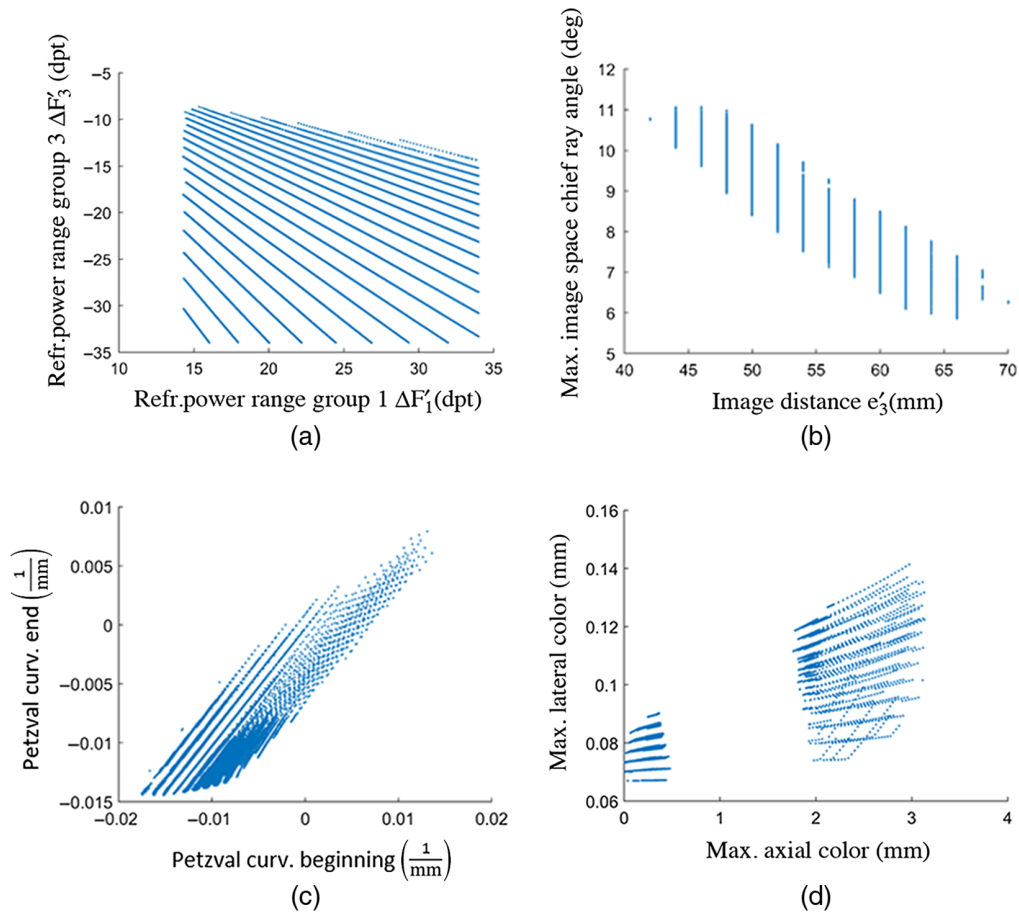 Refr.power range group 3 ΔF′3 (dpt)
−5
−10
−15
−20
−25
−30
−35
10 15 20 25 30 35
Refr.power range group 1 ΔF′1(dpt)
(a)
Max. image space chief ray angle (deg)
12
11
10
9
8
7
6
5
40 45 50 55 60 65 70
Image distance e′3(mm)
(b)
Petzval curv. end (1/mm)
0.01
0.005
0
−0.005
−0.01
−0.015
−0.02 −0.01 0 0.01 0.02
Petzval curv. beginning (1/mm)
(c)
Max. lateral color (mm)
0.16
0.14
0.12
0.1
0.08
0.06
0 1 2 3 4
Max. axial color (mm)
(d)